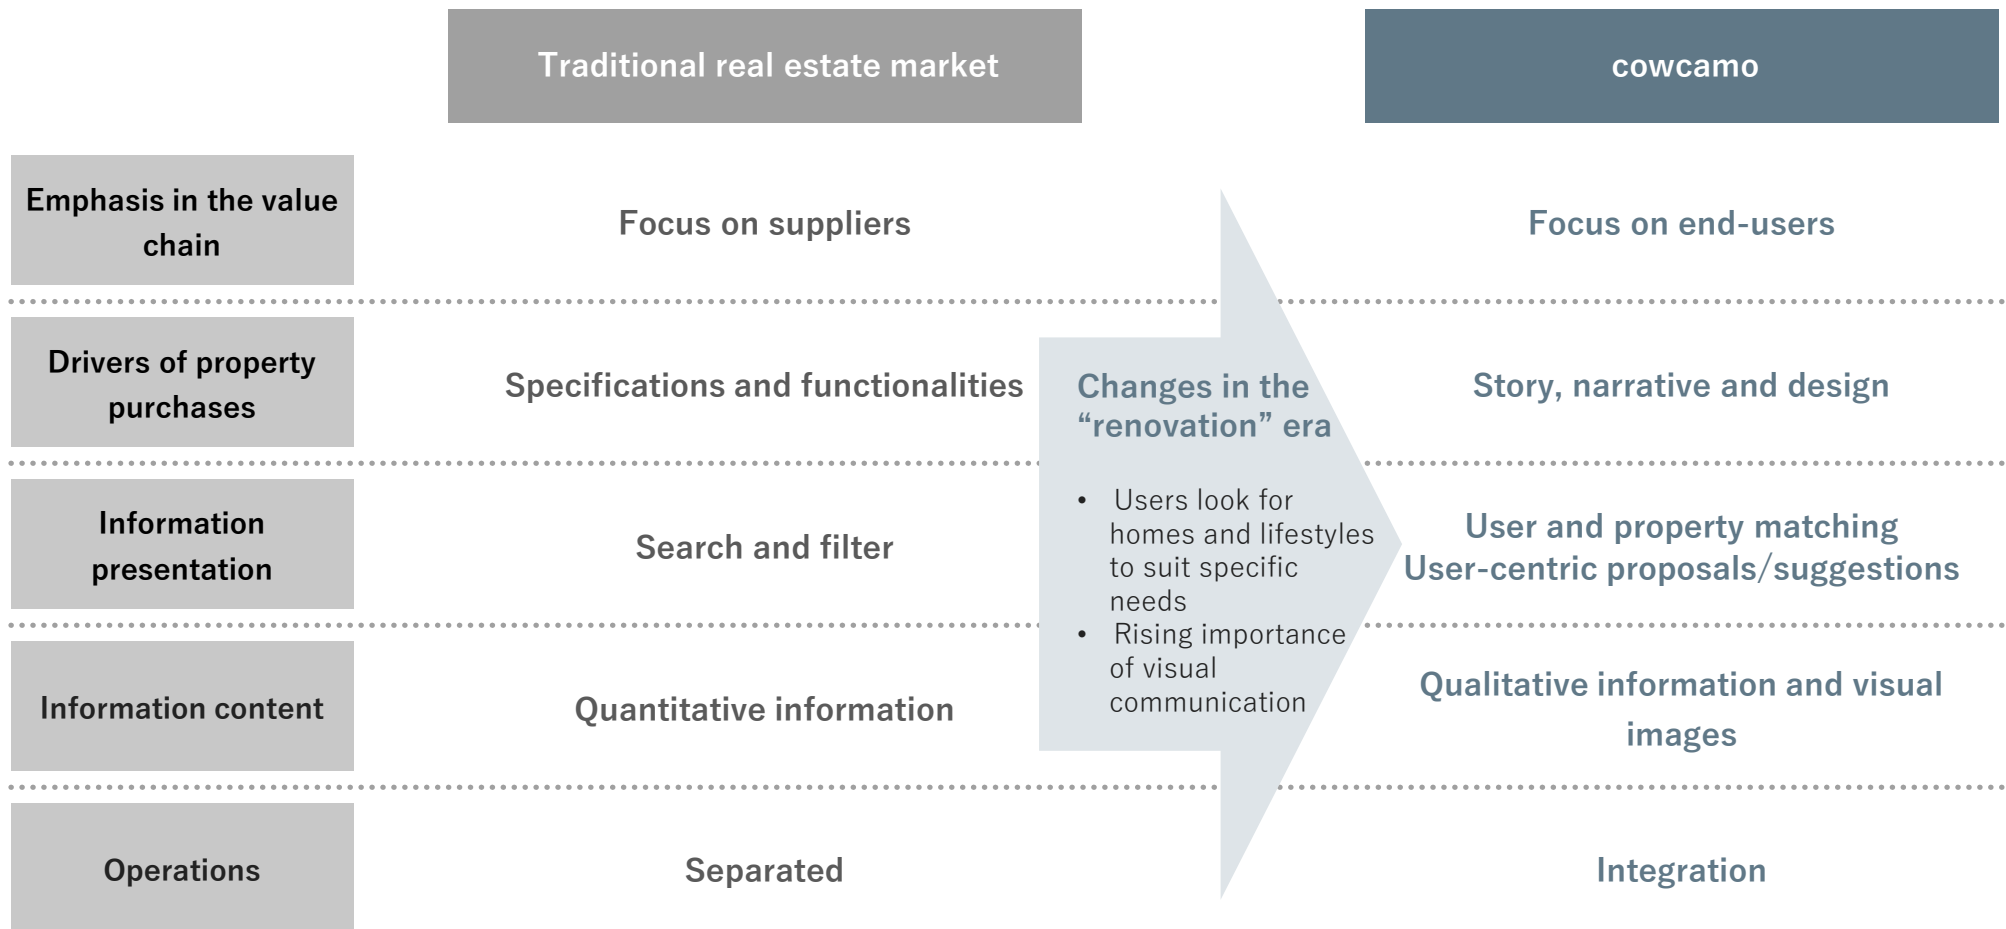 Traditional real estate market
cowcamo
Emphasis in the value
chain
Focus on suppliers
Focus on end-users
Drivers of property
purchases
Specifications and functionalities
Story, narrative and design
Information
presentation
Search and filter
User and property matching
User-centric proposals/suggestions
Information content
Quantitative information
Qualitative information and visual
images
Operations
Separated
Integration
Changes in the
“renovation” era
• Users look for
homes and lifestyles
to suit specific
needs
• Rising importance
of visual
communication